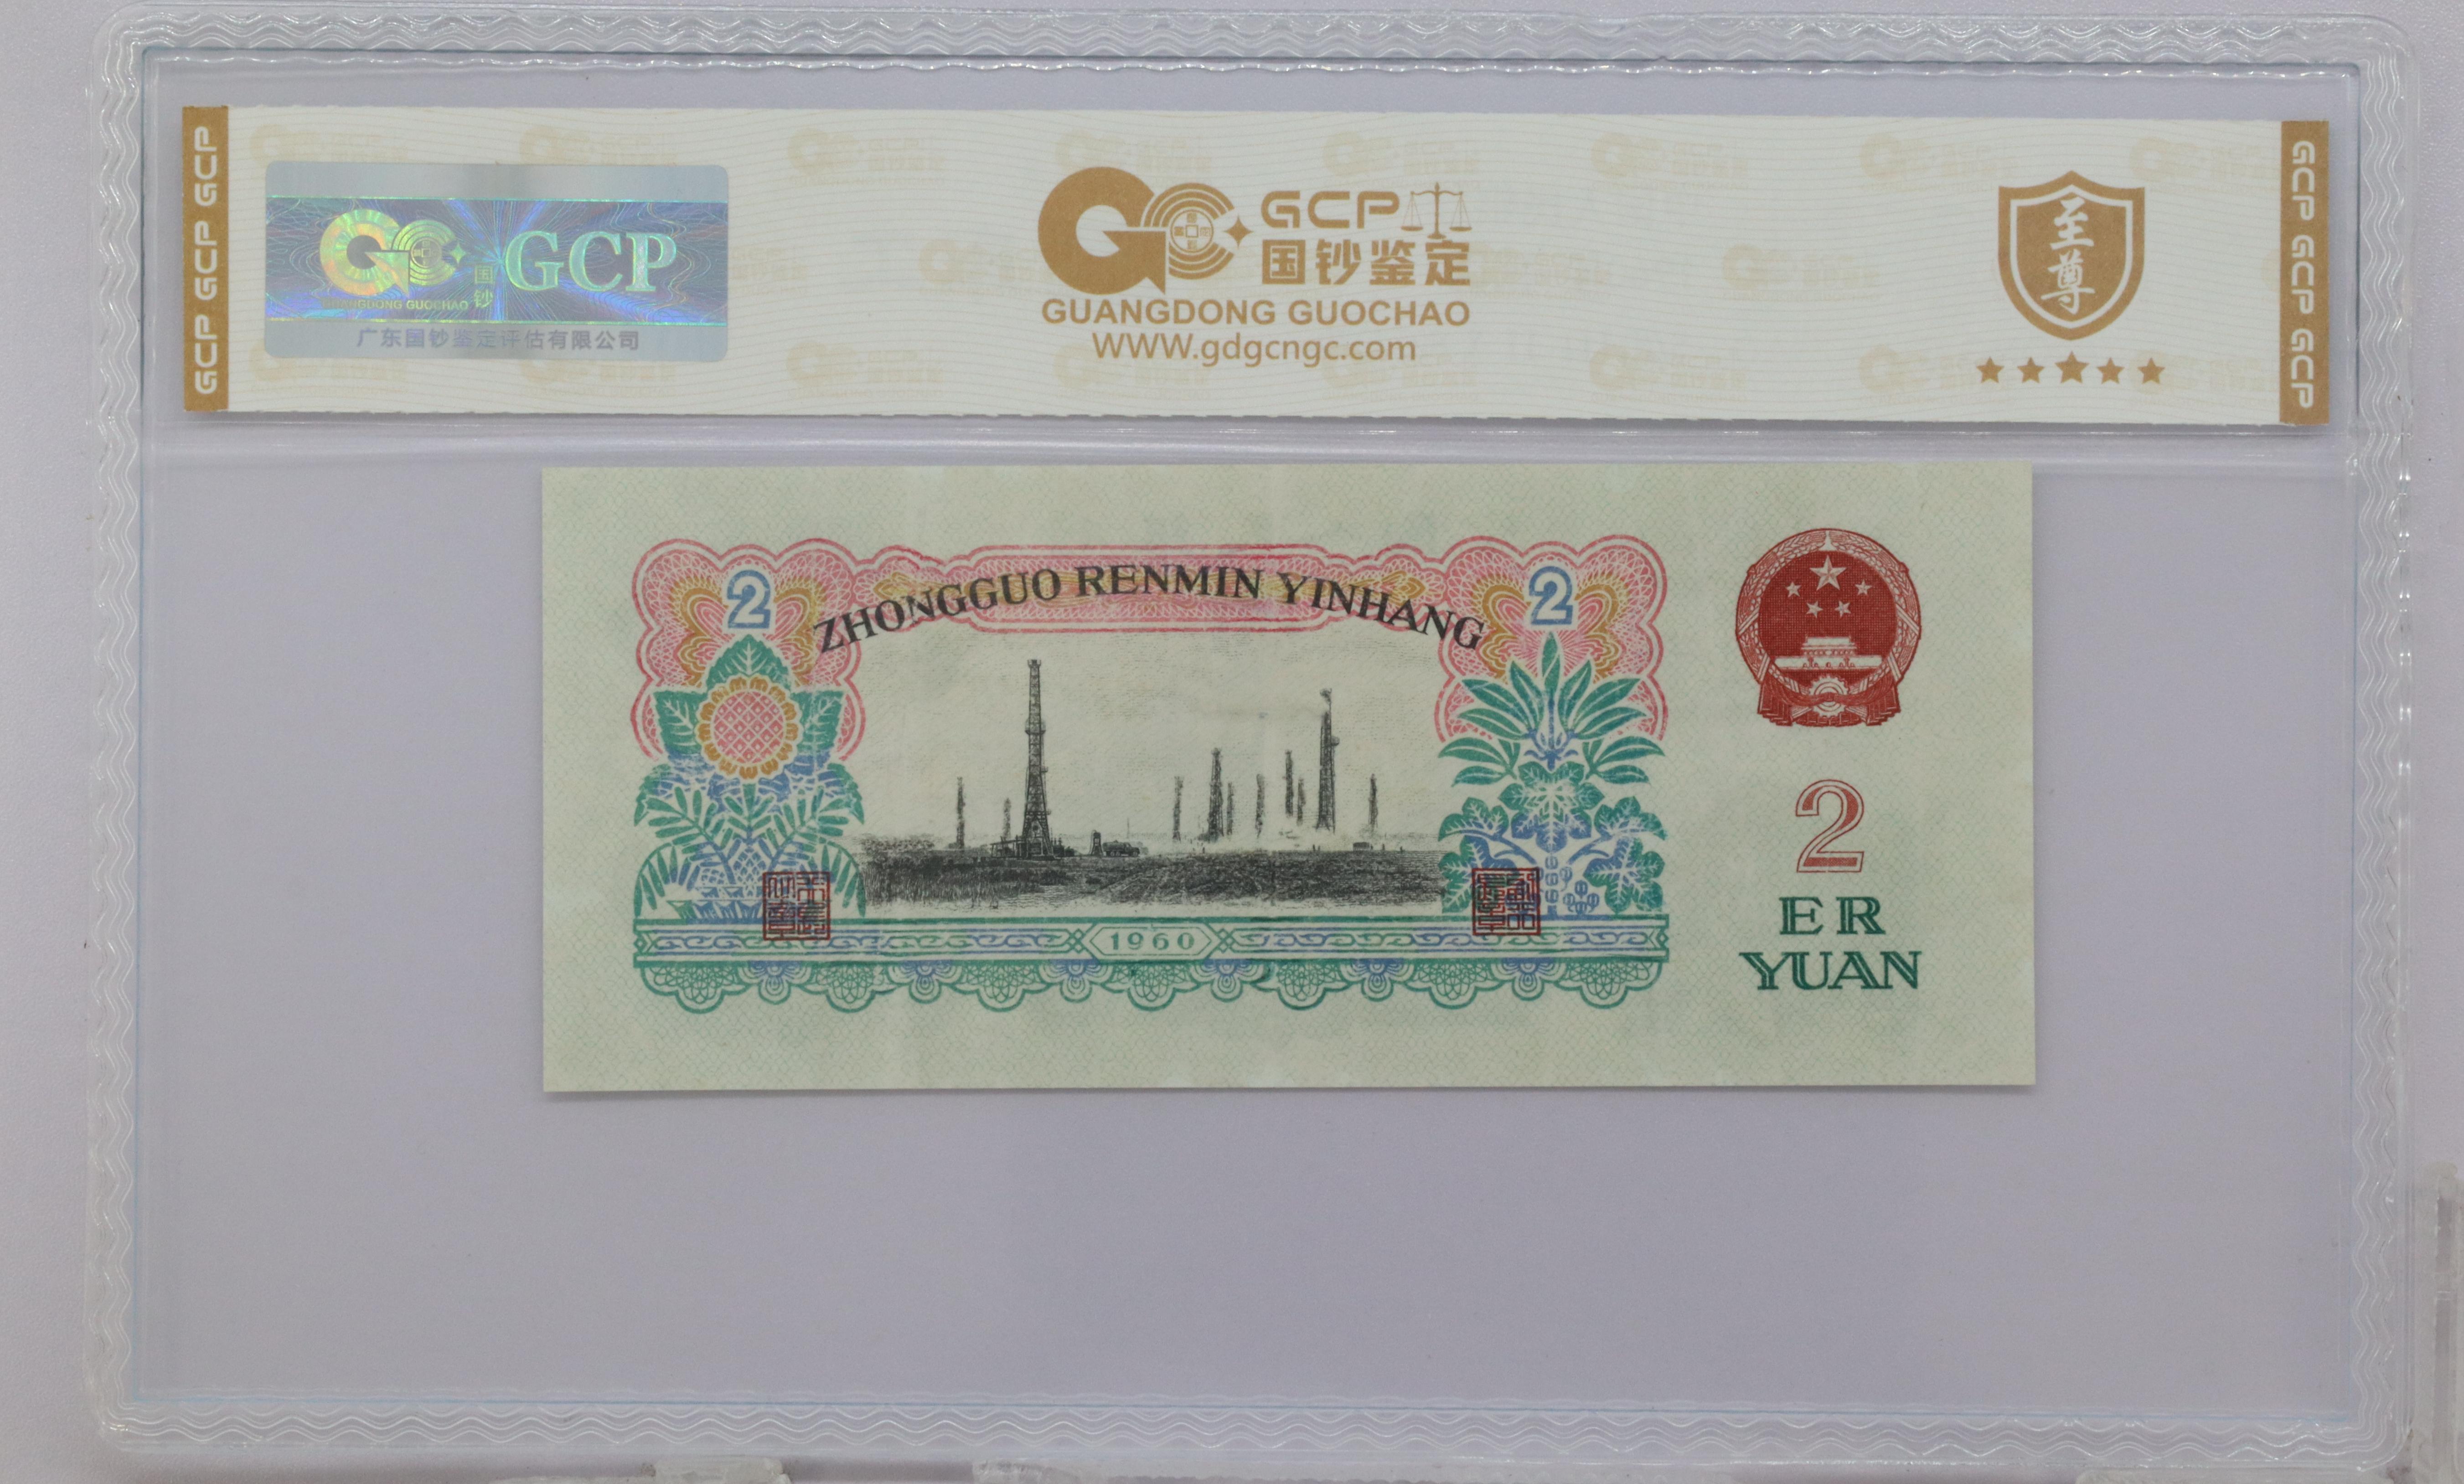 GCP GCP GCP
国钞
GCP
GUANGDONG GUOCHAO
广东国钞鉴定评估有限公司
GCP
国钞鉴定
GUANGDONG GUOCHAO
WWW.gdgcngc.com
至尊
GCP GCP GCP
2
ZHONGGUO RENMIN YINHANG
2
1960
2
ER
YUAN